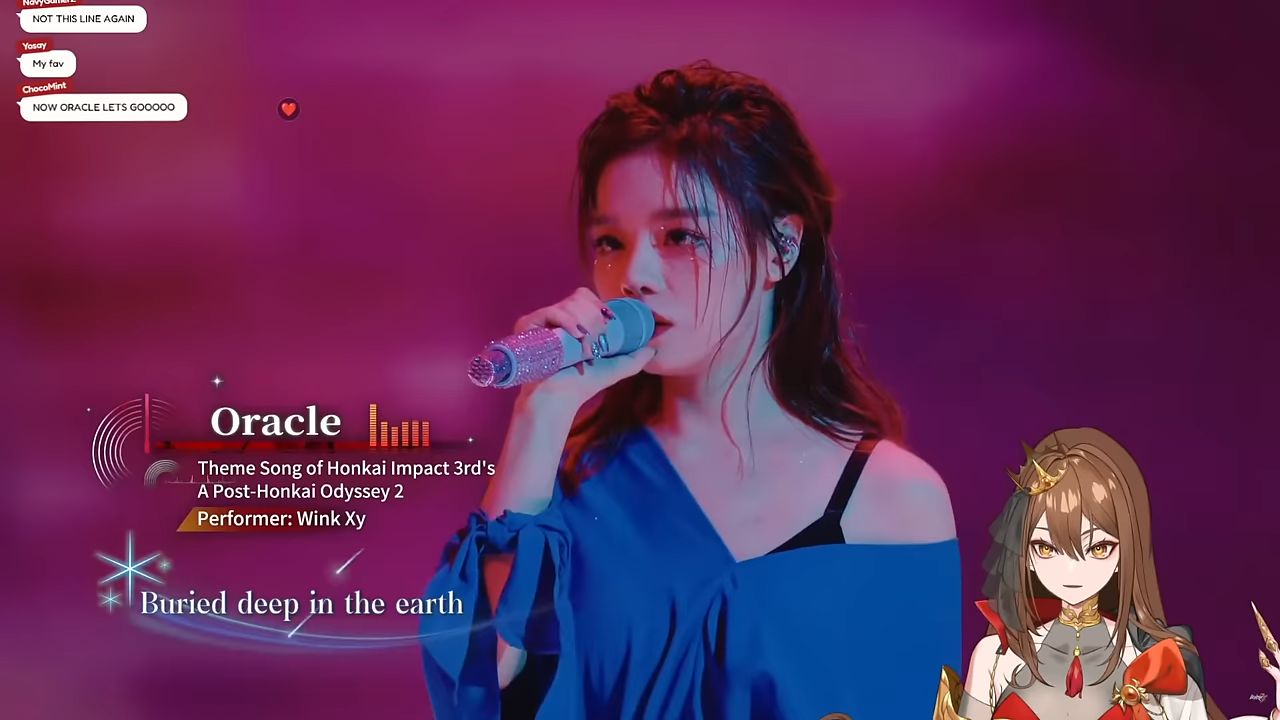 NOT THIS LINE AGAIN
Yosay
My fav
ChocoMint
NOW ORACLE LETS GOOOOO
Oracle
Theme Song of Honkai Impact 3rd's
A Post-Honkai Odyssey 2
Performer: Wink Xy
Buried deep in the earth